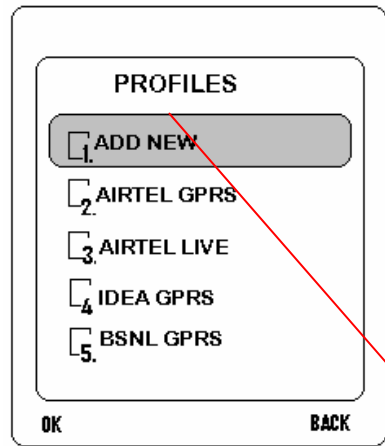 PROFILES
1. ADD NEW
2. AIRTEL GPRS
3. AIRTEL LIVE
4 IDEA GPRS
5. BSNL GPRS
OK BACK